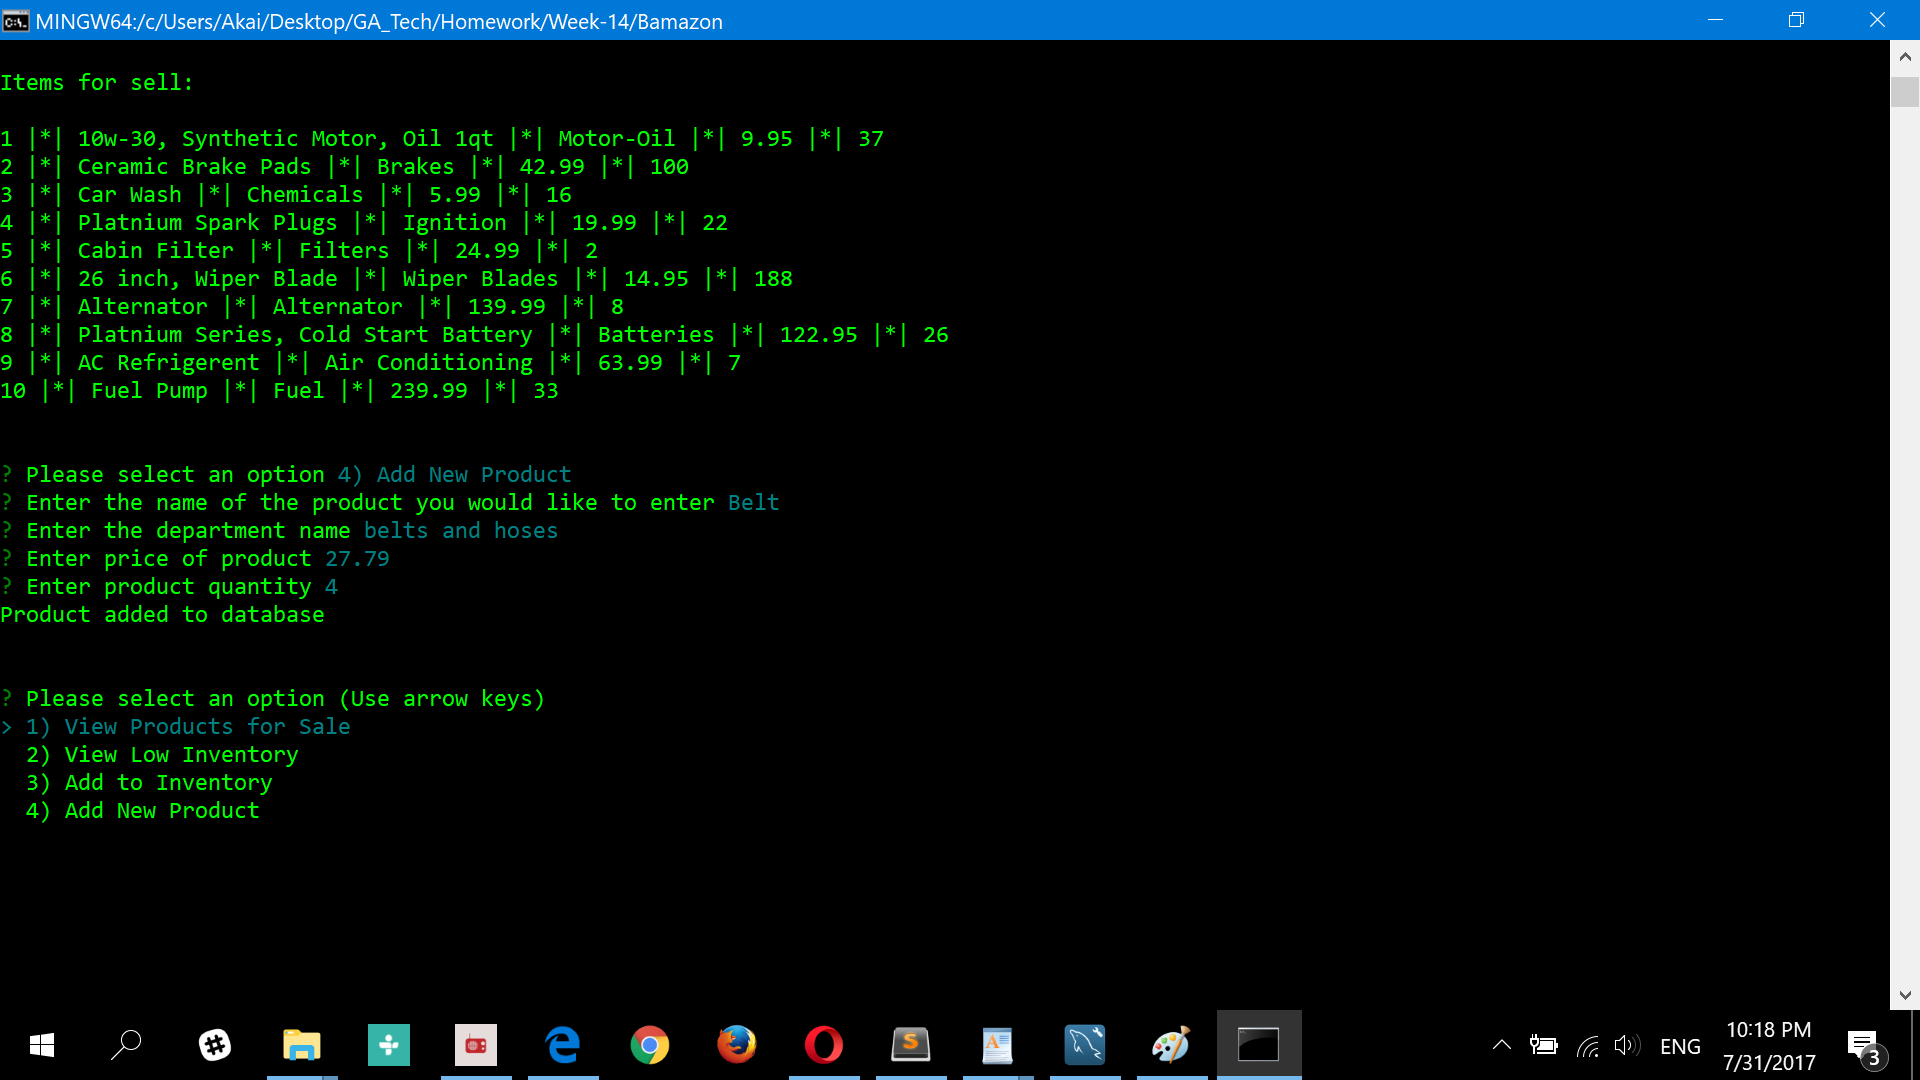 MINGW64:/c/Users/Akai/Desktop/GA_Tech/Homework/Week-14/Bamazon
Items for sell:
1 |*| 10w-30, Synthetic Motor, Oil 1qt |*| Motor-Oil |*| 9.95 |*| 37
2 |*| Ceramic Brake Pads |*| Brakes |*| 42.99 |*| 100
3 |*| Car Wash |*| Chemicals |*| 5.99 |*| 16
4 |*| Platnium Spark Plugs |*| Ignition |*| 19.99 |*| 22
5 |*| Cabin Filter |*| Filters |*| 24.99 |*| 2
6 |*| 26 inch, Wiper Blade |*| Wiper Blades |*| 14.95 |*| 188
7 |*| Alternator |*| Alternator |*| 139.99 |*| 8
8 |*| Platnium Series, Cold Start Battery |*| Batteries |*| 122.95 |*| 26
9 |*| AC Refrigerent |*| Air Conditioning |*| 63.99 |*| 7
10 |*| Fuel Pump |*| Fuel |*| 239.99 |*| 33
? Please select an option 4) Add New Product
? Enter the name of the product you would like to enter Belt
? Enter the department name belts and hoses
? Enter price of product 27.79
? Enter product quantity 4
Product added to database
? Please select an option (Use arrow keys)
> 1) View Products for Sale
2) View Low Inventory
3) Add to Inventory
4) Add New Product
ENG
10:18 PM
7/31/2017
3